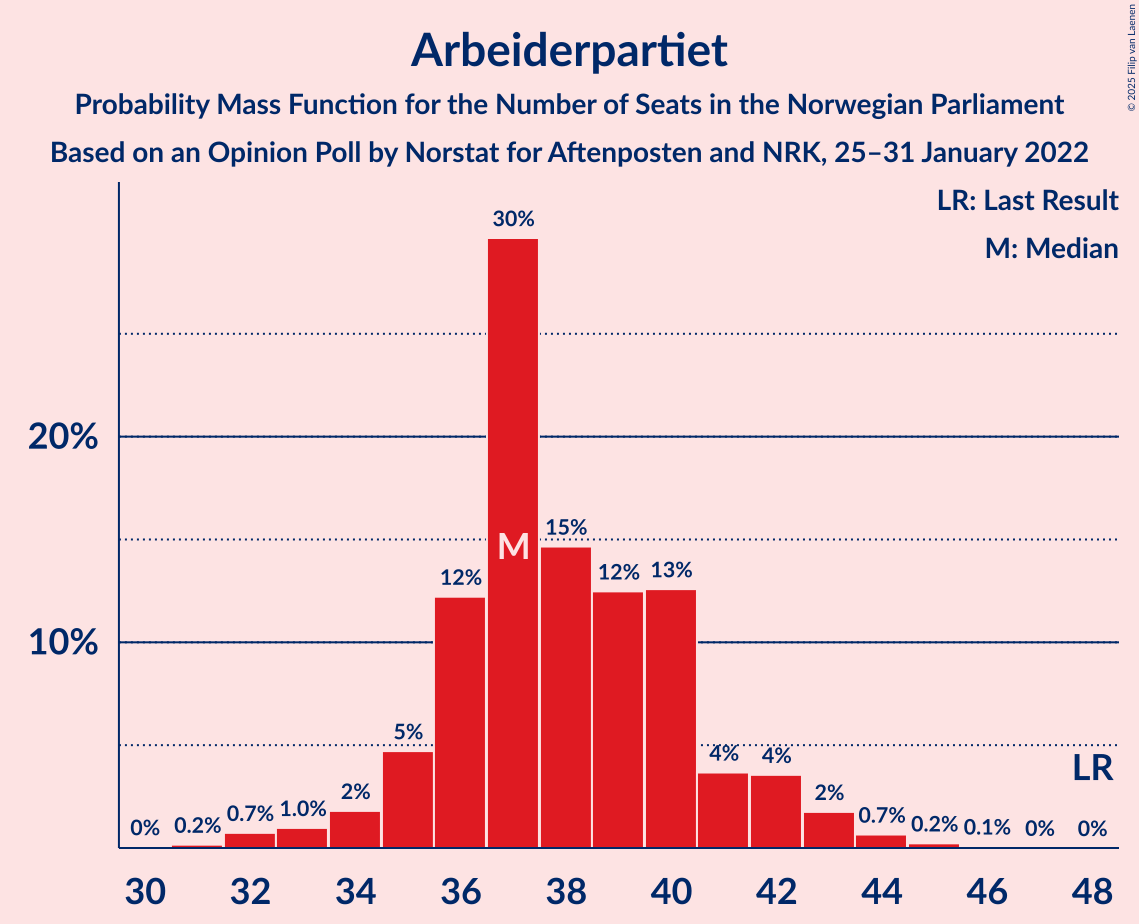 Arbeiderpartiet
Probability Mass Function for the Number of Seats in the Norwegian Parliament
Based on an Opinion Poll by Norstat for Aftenposten and NRK, 25–31 January 2022
© 2025 Filip van Laenen
LR: Last Result
M: Median
20%
10%
0%
0.2%
0.7%
1.0%
2%
5%
12%
30%
M
15%
12%
13%
4%
4%
2%
0.7%
0.2%
0.1%
0%
0%
LR
30 32 34 36 38 40 42 44 46 48